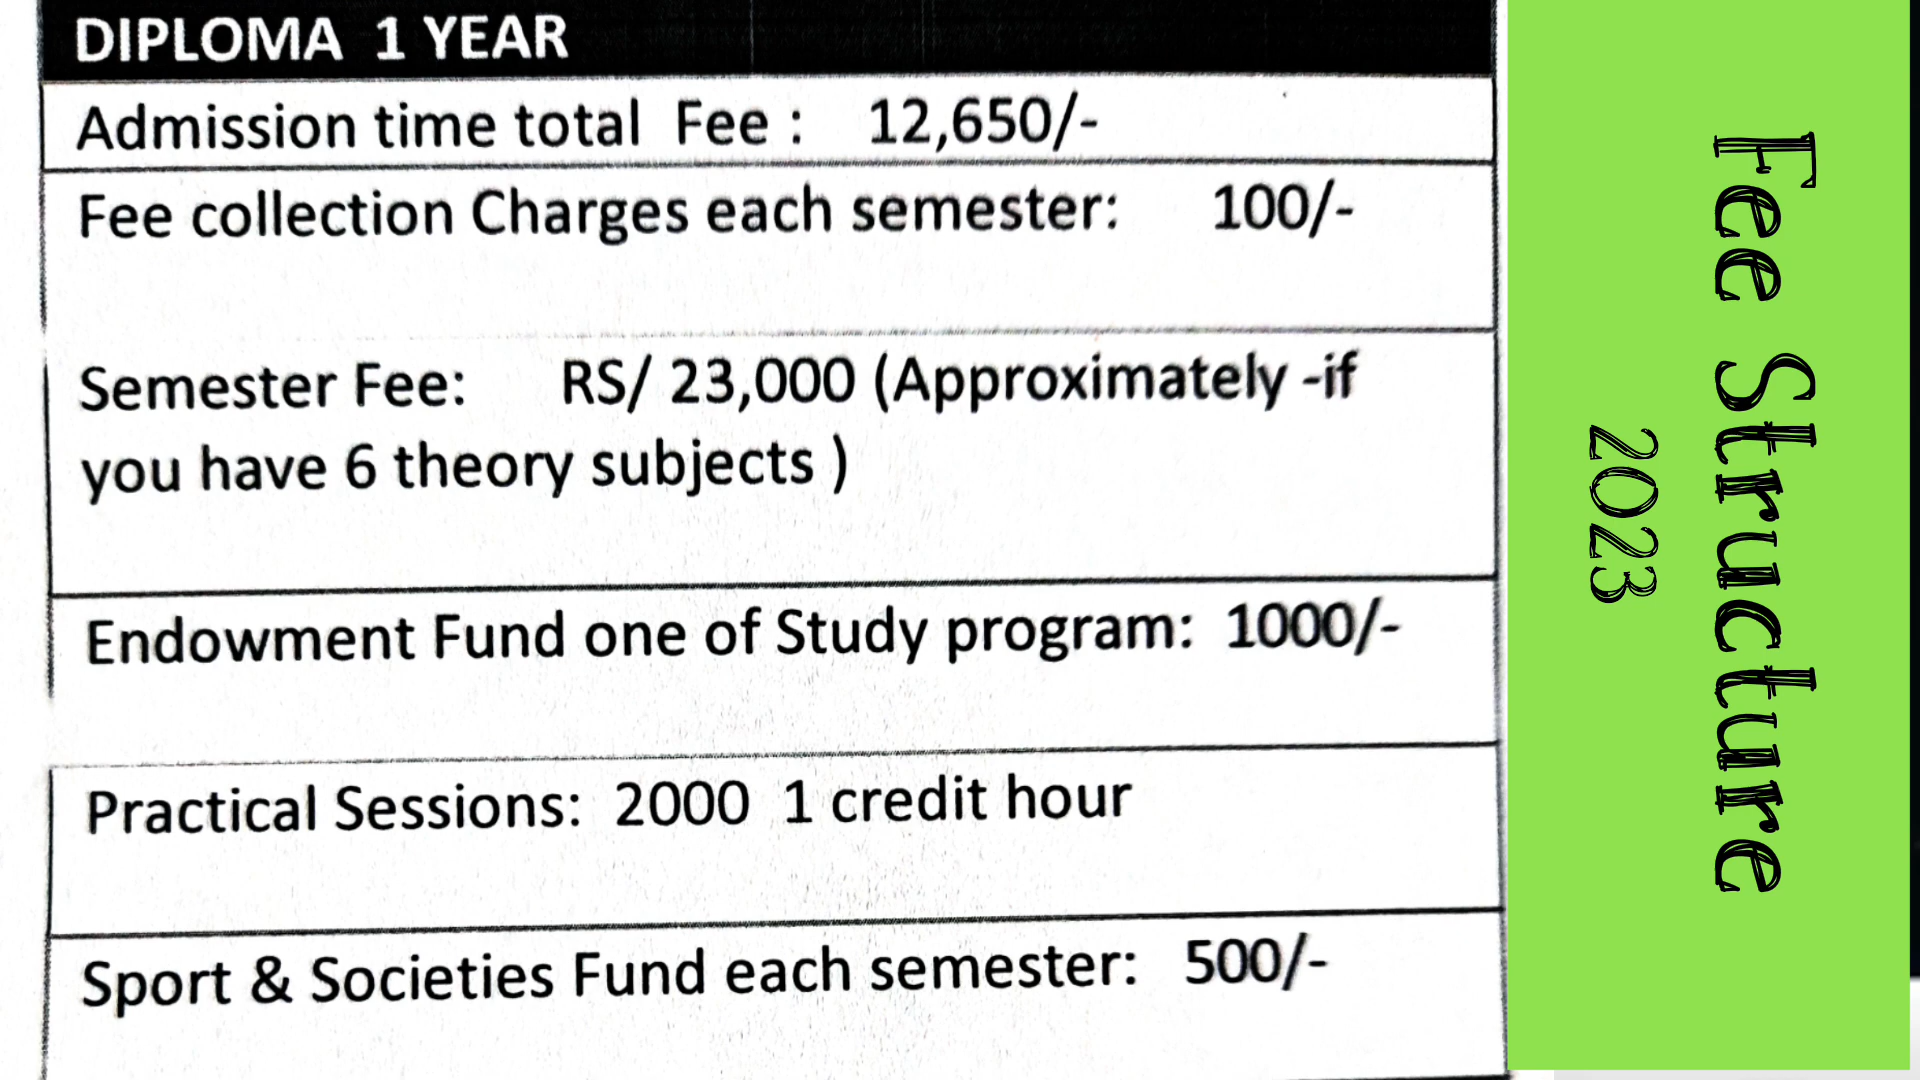 DIPLOMA 1 YEAR
Admission time total Fee : 12,650/-
Fee collection Charges each semester: 100/-
Semester Fee: RS/ 23,000 (Approximately -if
you have 6 theory subjects )
Endowment Fund one of Study program: 1000/-
Practical Sessions: 2000 1 credit hour
Sport & Societies Fund each semester: 500/-
Fee Structure
2023